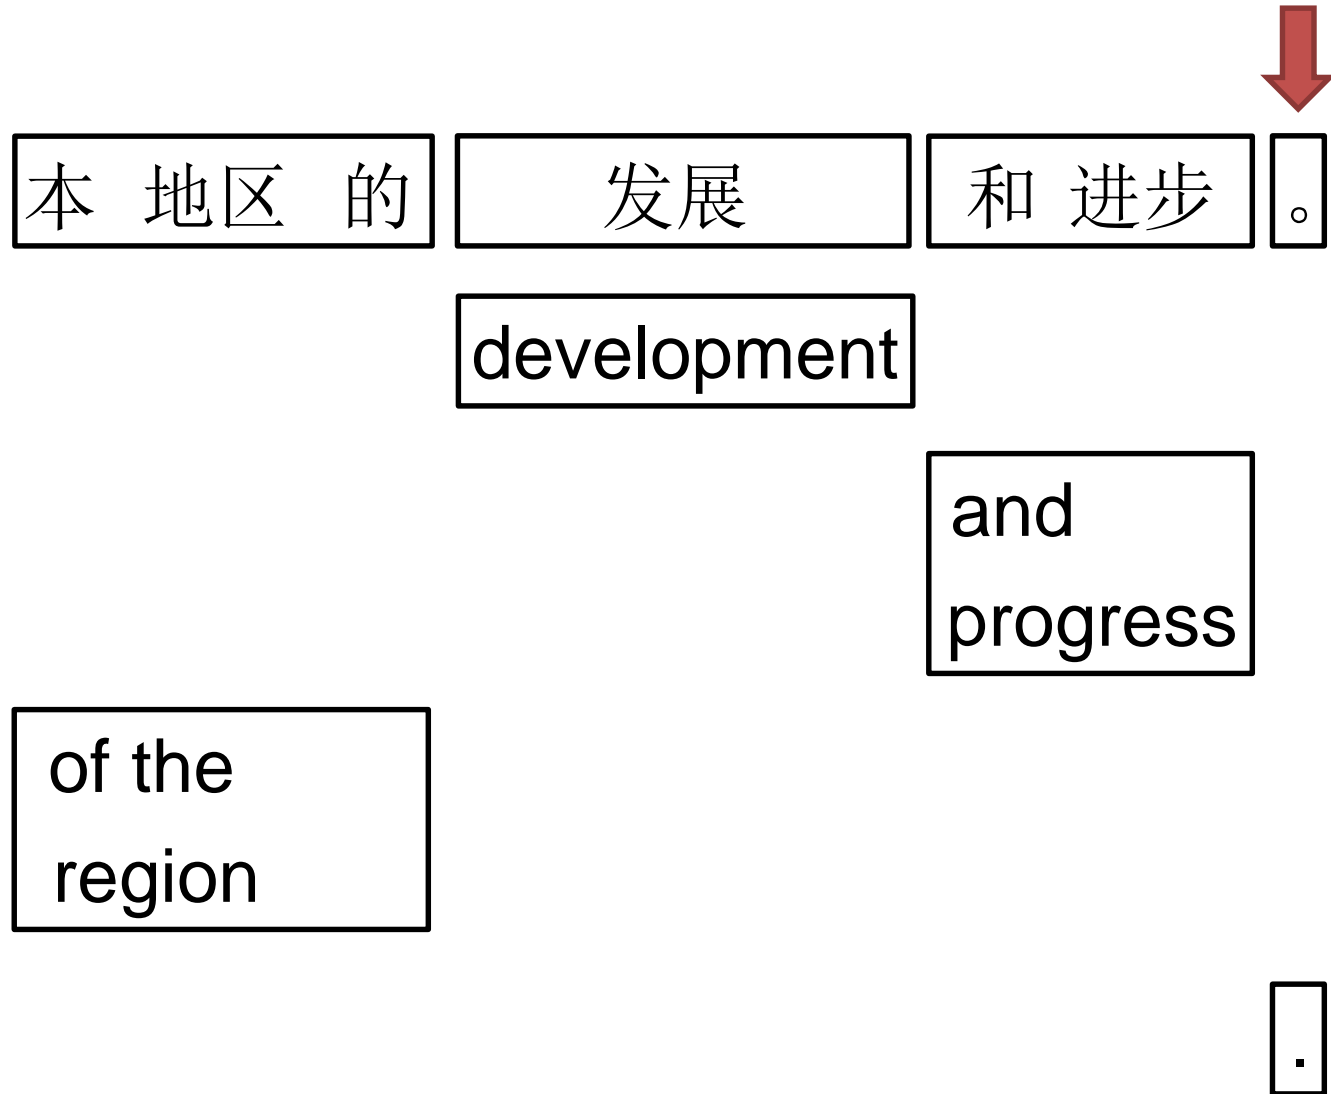 本 地区 的 发展 和 进步 。
development
and
progress
of the
region
.